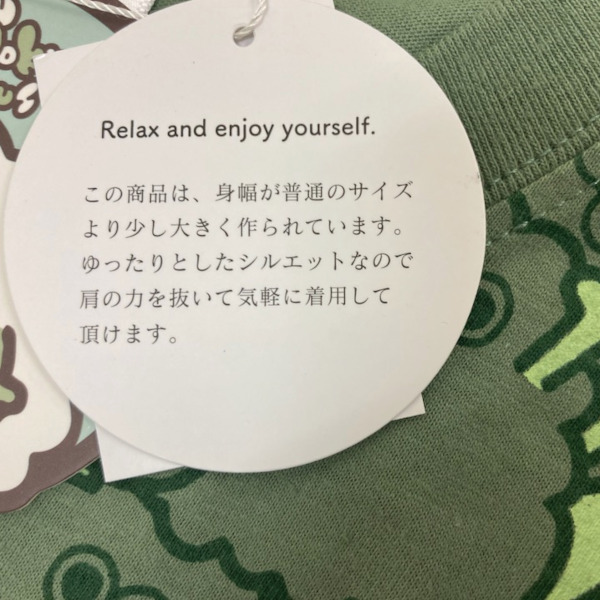 Relax and enjoy yourself.
この商品は、身幅が普通のサイズ
より少し大きく作られています。
ゆったりとしたシルエットなので
肩の力を抜いて気軽に着用して
頂けます。